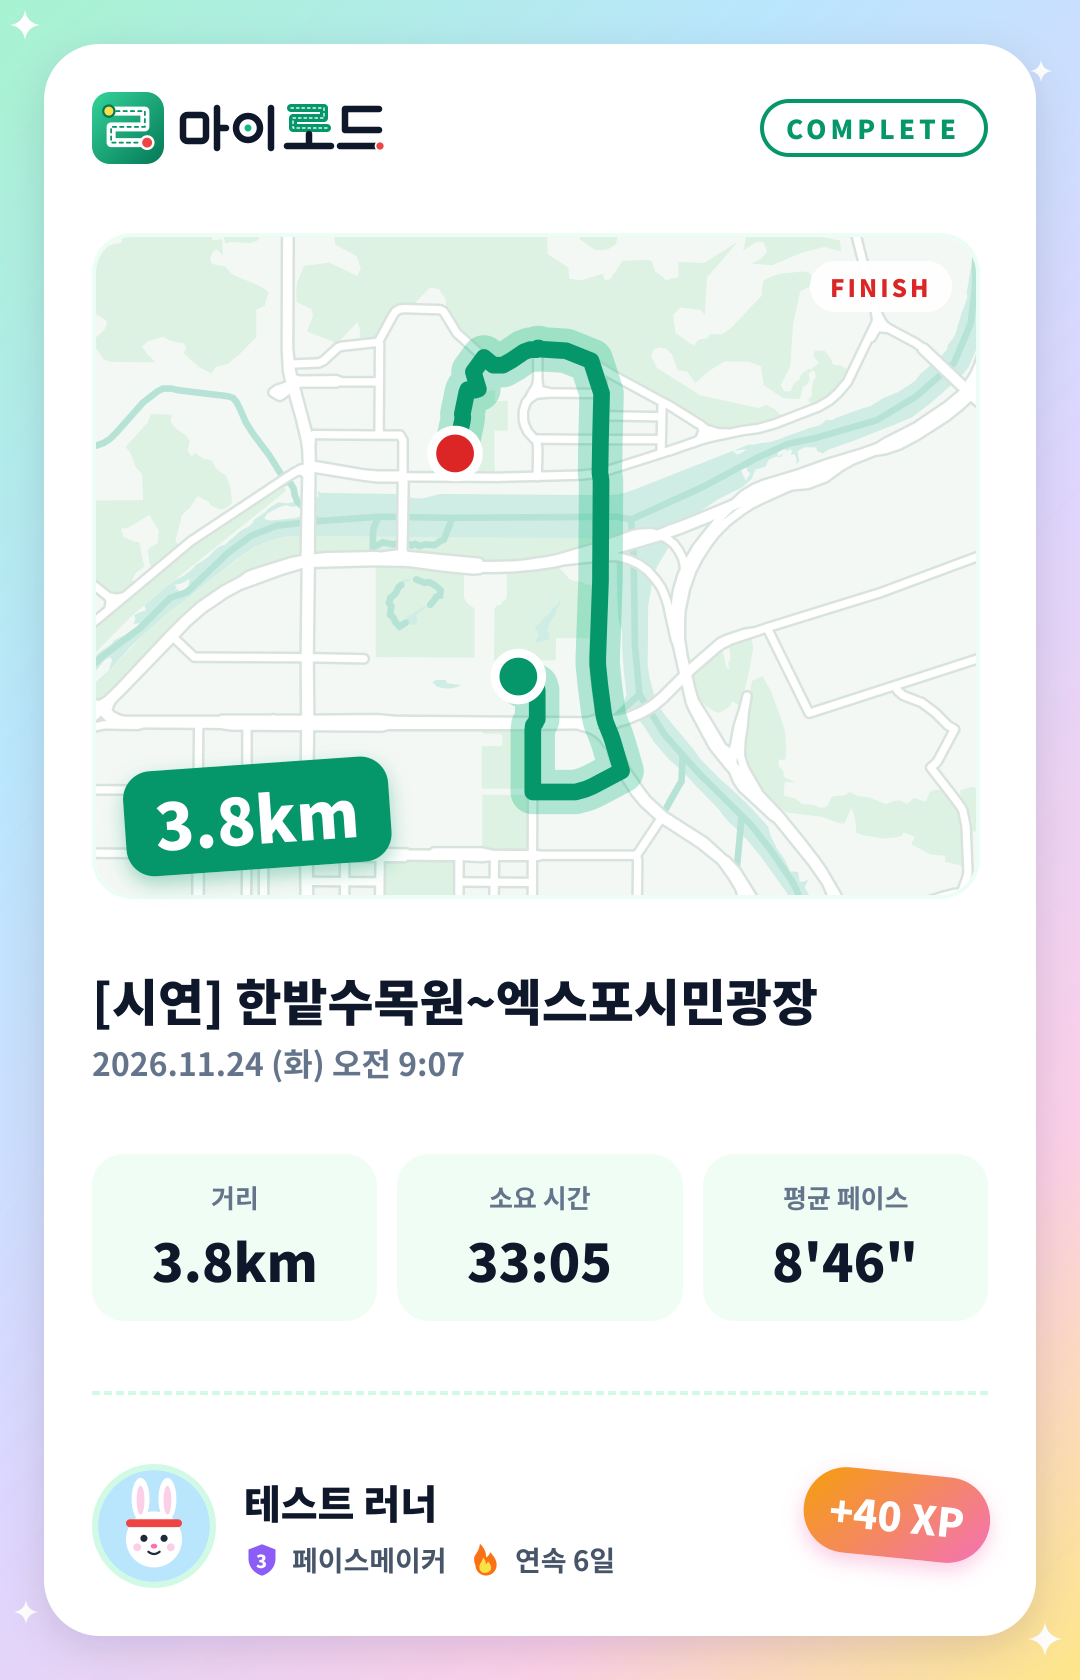 마이로드
COMPLETE
FINISH
3.8km
[시연] 한밭수목원~엑스포시민광장
2026.11.24 (화) 오전 9:07
거리
3.8km
소요 시간
33:05
평균 페이스
8'46"
테스트 러너
3 페이스메이커 연속 6일
+40 XP